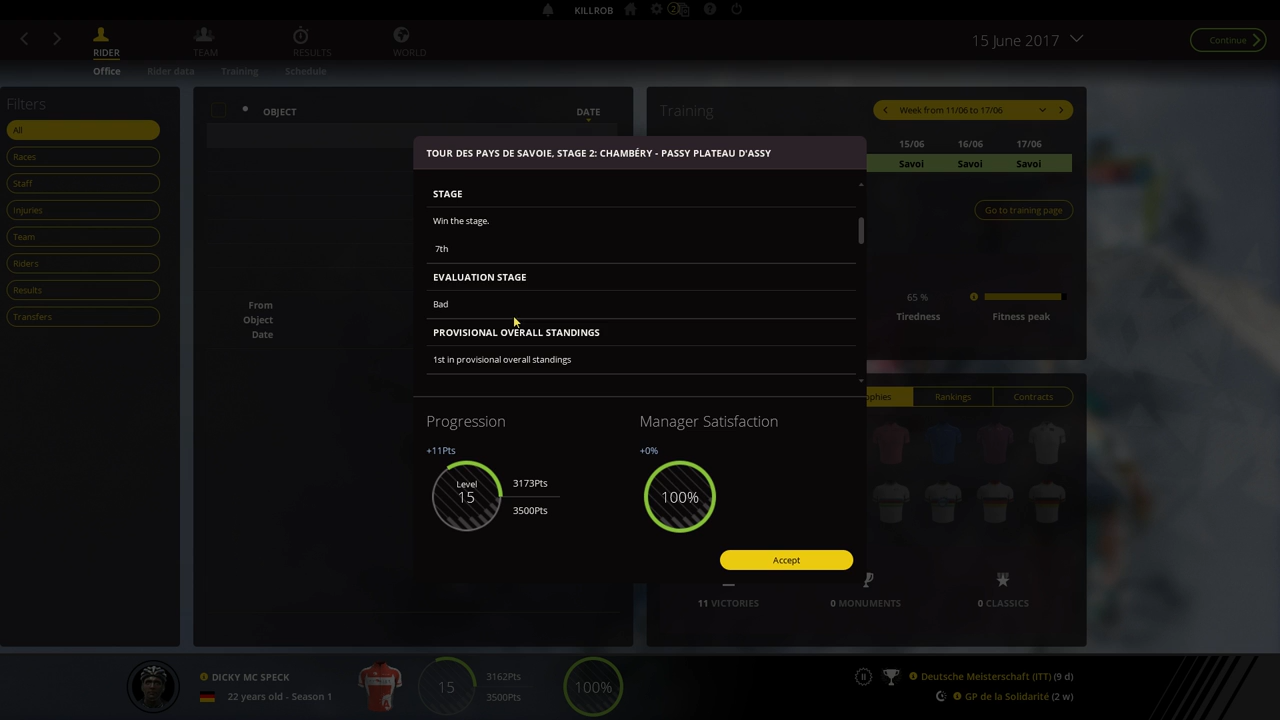 KILLROB
2
RIDER
TEAM
RESULTS
WORLD
15 June 2017
Continue
Office
Rider data
Training
Schedule
Filters
All
Races
Staff
Injuries
Team
Riders
Results
Transfers
OBJECT
DATE
From
Object
Date
Training
Week from 11/06 to 17/06
15/06
16/06
17/06
Savoi
Savoi
Savoi
Go to training page
65 %
Tiredness
Fitness peak
TOUR DES PAYS DE SAVOIE, STAGE 2: CHAMBÉRY - PASSY PLATEAU D'ASSY
STAGE
Win the stage.
7th
EVALUATION STAGE
Bad
PROVISIONAL OVERALL STANDINGS
1st in provisional overall standings
Progression
+11Pts
Level
15
3173Pts
3500Pts
Manager Satisfaction
+0%
100%
Accept
Rankings
Contracts
11 VICTORIES
0 MONUMENTS
0 CLASSICS
DICKY MC SPECK
22 years old - Season 1
15
3162Pts
3500Pts
100%
Deutsche Meisterschaft (ITT) (9 d)
GP de la Solidarité (2 w)